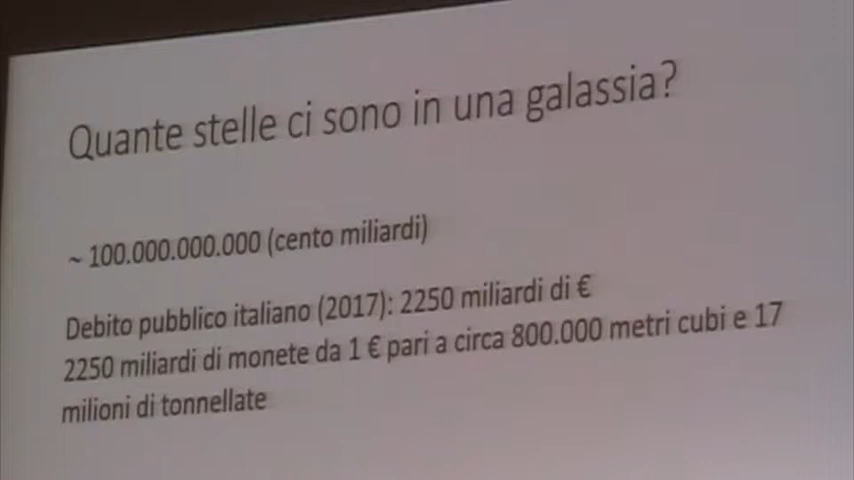 Quante stelle ci sono in una galassia?
~ 100.000.000.000 (cento miliardi)
Debito pubblico italiano (2017): 2250 miliardi di €
2250 miliardi di monete da 1 € pari a circa 800.000 metri cubi e 17
milioni di tonnellate